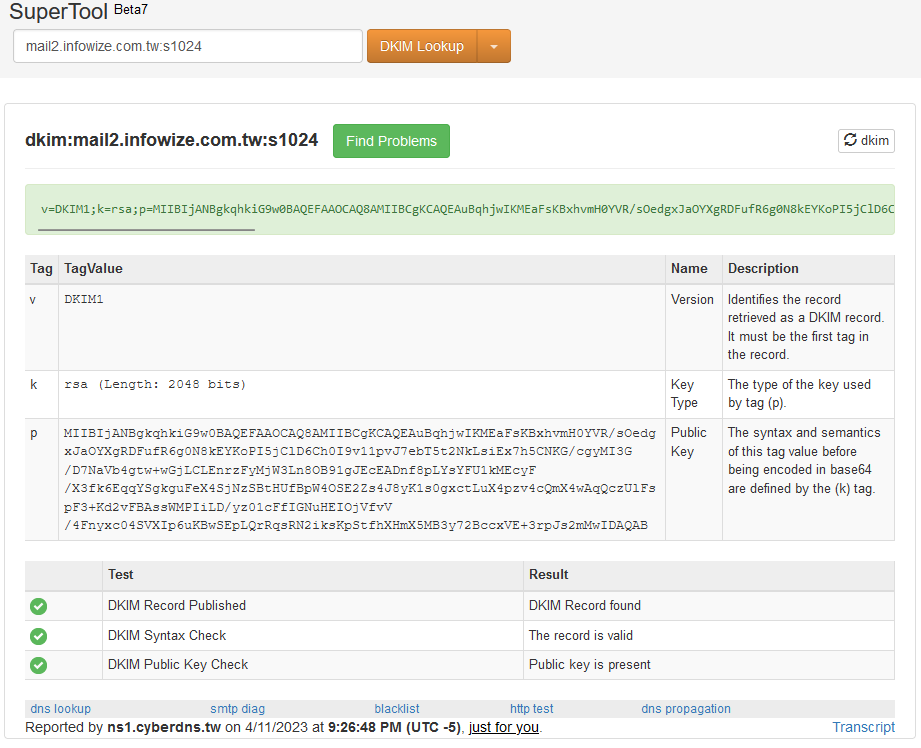 SuperTool Beta7
mail2.infowize.com.tw:s1024 DKIM Lookup
dkim:mail2.infowize.com.tw:s1024 Find Problems dkim
v=DKIM1;k=rsa;p=MIIBIjANBgkqhkiG9w0BAQEFAAOCAQ8AMIIBCgKCAQEAuBqhjwIKMEaFsKBxhvmH0YVR/sOedgxJaOYXgRDFufR6g0N8kEYKoPI5jClD6C
Tag TagValue Name Description
v DKIM1 Version Identifies the record
retrieved as a DKIM record.
It must be the first tag in
the record.
k rsa (Length: 2048 bits) Key The type of the key used
Type by tag (p).
p MIIBIjANBgkqhkiG9w0BAQEFAAOCAQ8AMIIBCgKCAQEAuBqhjwIKMEaFsKBxhvmH0YVR/sOedg Public The syntax and semantics
xJaOYXgRDFufR6g0N8kEYKoPI5jClD6Ch0I9v11pvJ7ebT5t2NkLsiEx7h5CNKG/cgyMI3G Key of this tag value before
/D7NaVb4gtw+wGjLCLEnrzFyMjW3Ln8OB91gJEcEADnf8pLYsYFU1kMEcyF being encoded in base64
/X3fk6EqqYSgkguFeX4SjNzSBtHUfBpW4OSE2Zs4J8yK1s0gxctLuX4pzv4cQmX4wAqQczUlFs are defined by the (k) tag.
pF3+Kd2vFBAssWMPIiLD/yz01cFfIGNuHEIOjVfvV
/4Fnyxc04SVXIp6uKBwSEpLQrRqsRN2iksKpStfhXHmX5MB3y72BccxVE+3rpJs2mMwIDAQAB
Test Result
DKIM Record Published DKIM Record found
DKIM Syntax Check The record is valid
DKIM Public Key Check Public key is present
dns lookup smtp diag blacklist http test dns propagation
Reported by ns1.cyberdns.tw on 4/11/2023 at 9:26:48 PM (UTC -5), just for you. Transcript